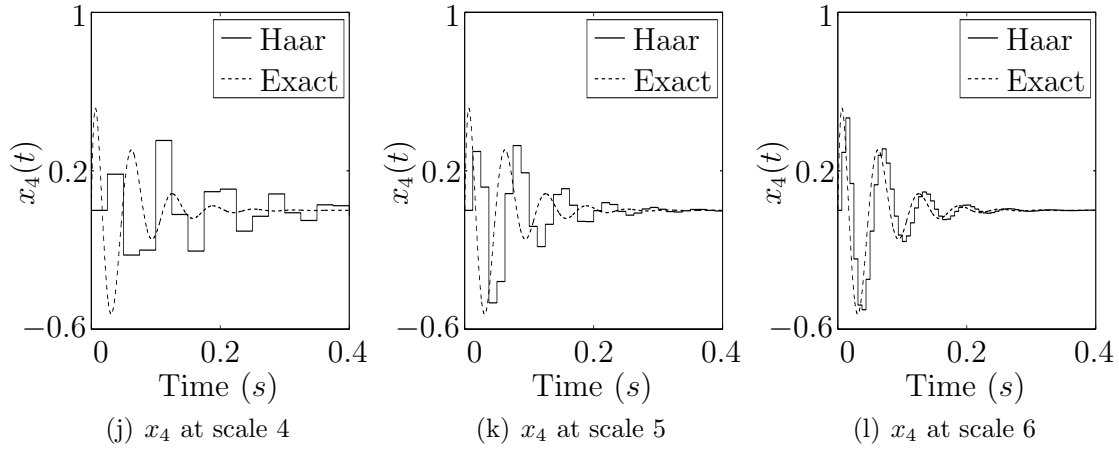 1
Haar
Exact
0.2
x₄(t)
−0.6
0
0.2
0.4
Time (s)
(j) x₄ at scale 4
1
Haar
Exact
0.2
x₄(t)
−0.6
0
0.2
0.4
Time (s)
(k) x₄ at scale 5
1
Haar
Exact
0.2
x₄(t)
−0.6
0
0.2
0.4
Time (s)
(l) x₄ at scale 6